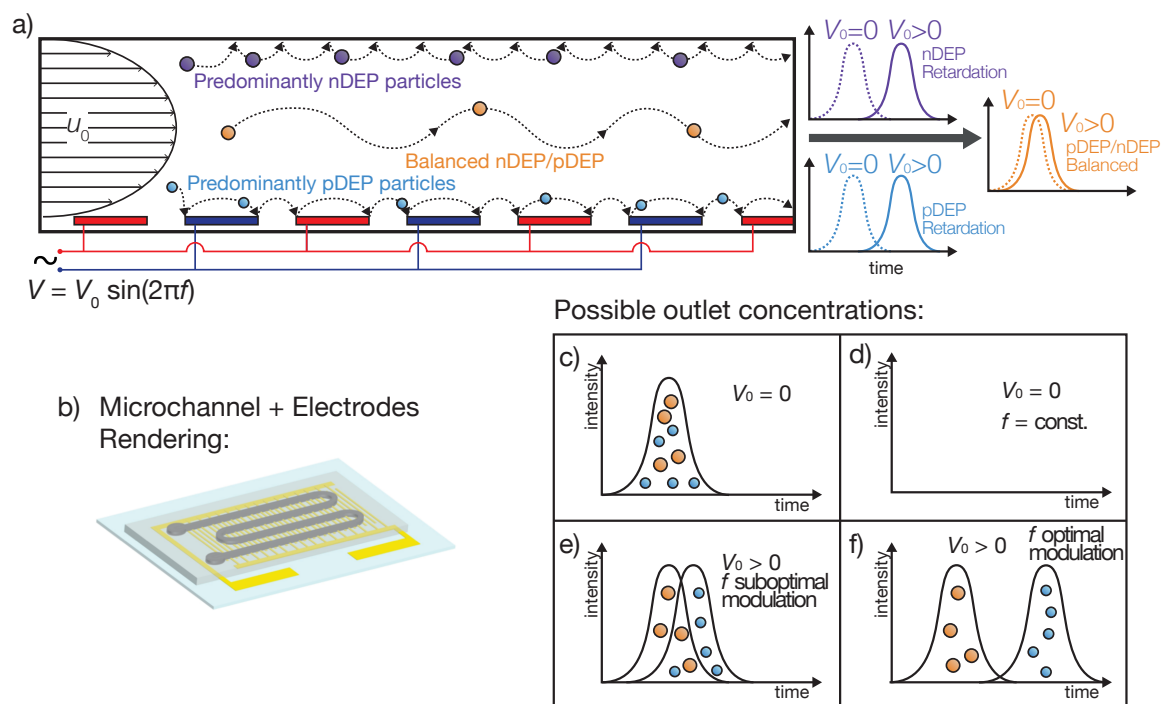 a)
u₀
Predominantly nDEP particles
Balanced nDEP/pDEP
Predominantly pDEP particles
~
V = V₀ sin(2πf)
V₀=0 V₀>0
nDEP
Retardation
V₀=0 V₀>0
pDEP
Retardation
time
V₀=0
V₀>0
pDEP/nDEP
Balanced
b) Microchannel + Electrodes
Rendering:
Possible outlet concentrations:
c)
intensity
V₀ = 0
time
d)
intensity
V₀ = 0
f = const.
time
e)
intensity
V₀ > 0
f suboptimal
modulation
time
f)
intensity
V₀ > 0
f optimal
modulation
time